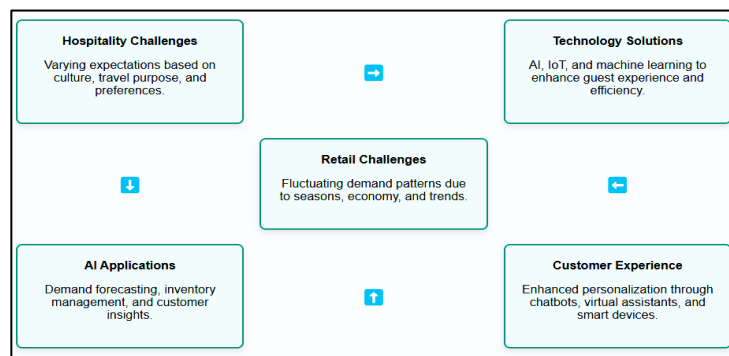 Hospitality Challenges
Varying expectations based on
culture, travel purpose, and
preferences.
Technology Solutions
AI, IoT, and machine learning to
enhance guest experience and
efficiency.
Retail Challenges
Fluctuating demand patterns due
to seasons, economy, and trends.
AI Applications
Demand forecasting, inventory
management, and customer
insights.
Customer Experience
Enhanced personalization through
chatbots, virtual assistants, and
smart devices.